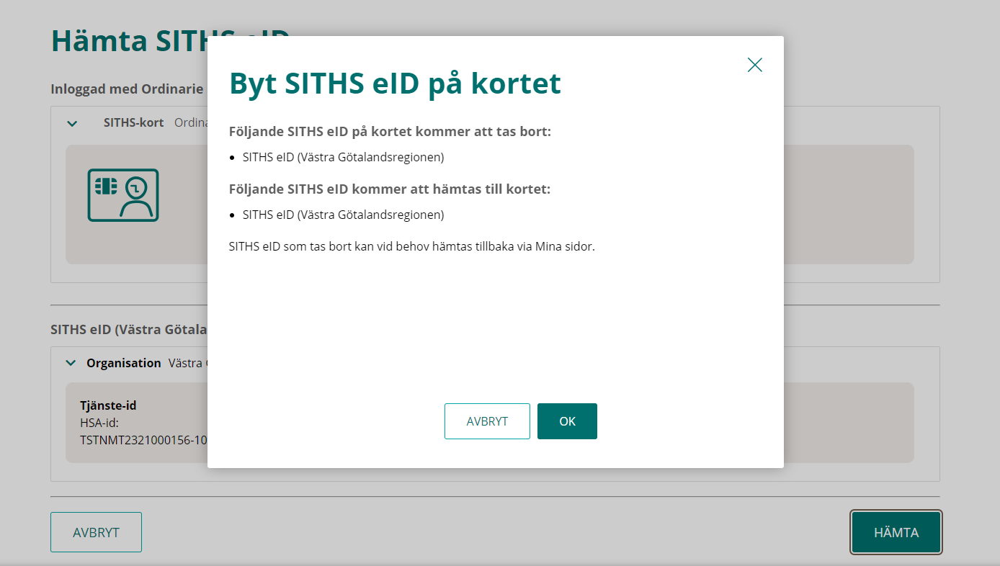 Hämta SITHS eID
Byt SITHS eID på kortet
Inloggad med Ordinarie
SITHS-kort Ordina
Följande SITHS eID på kortet kommer att tas bort:
• SITHS eID (Västra Götalandsregionen)
Följande SITHS eID kommer att hämtas till kortet:
• SITHS eID (Västra Götalandsregionen)
SITHS eID som tas bort kan vid behov hämtas tillbaka via Mina sidor.
AVBRYT OK
SITHS eID (Västra Götala
Organisation Västra
Tjänste-id
HSA-id:
TSTNMT2321000156-10
AVBRYT HÄMTA